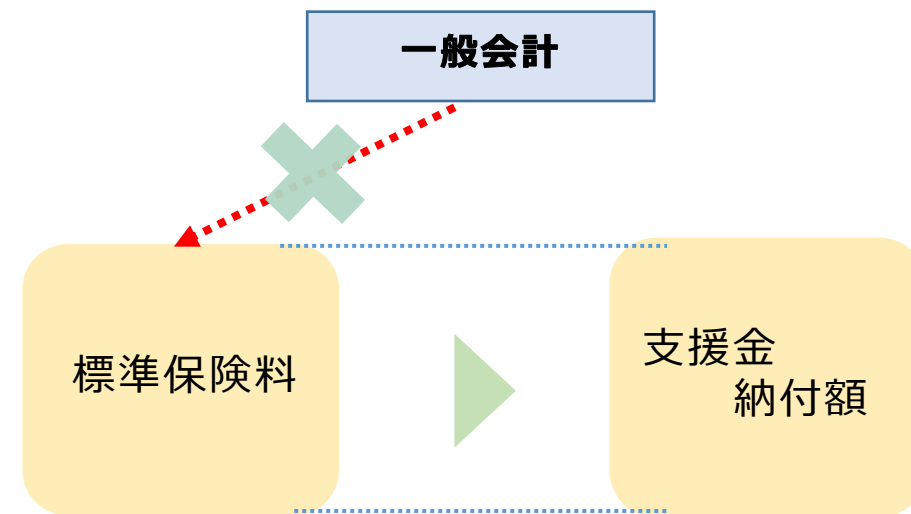 一般会計
標準保険料
支援金
納付額